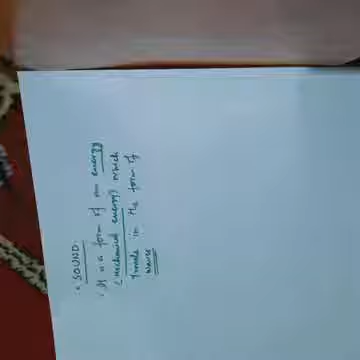 • SOUND:
• It is a form of an energy
(mechanical energy) which
travels in the form of
waves